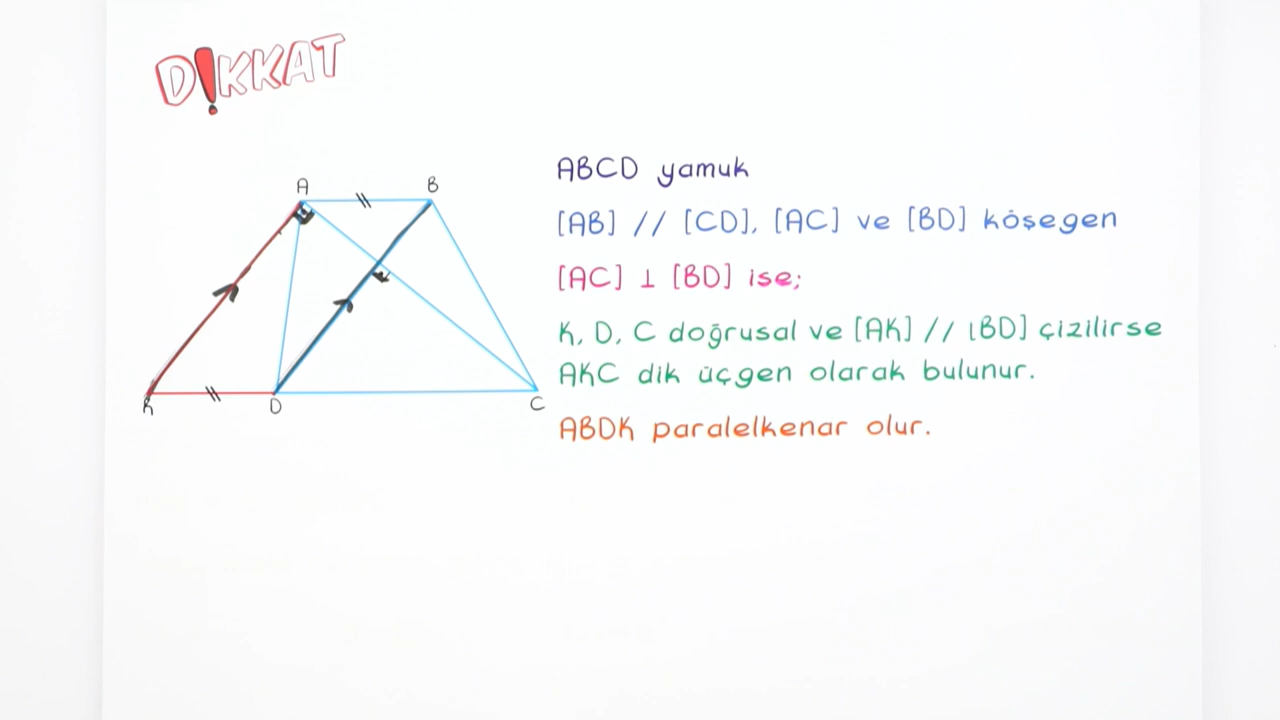 DİKKAT
A
B
K
D
C
ABCD yamuk
[AB] // [CD], [AC] ve [BD] köşegen
[AC] ⊥ [BD] ise;
K, D, C doğrusal ve [AK] // [BD] çizilirse
AKC dik üçgen olarak bulunur.
ABDK paralelkenar olur.